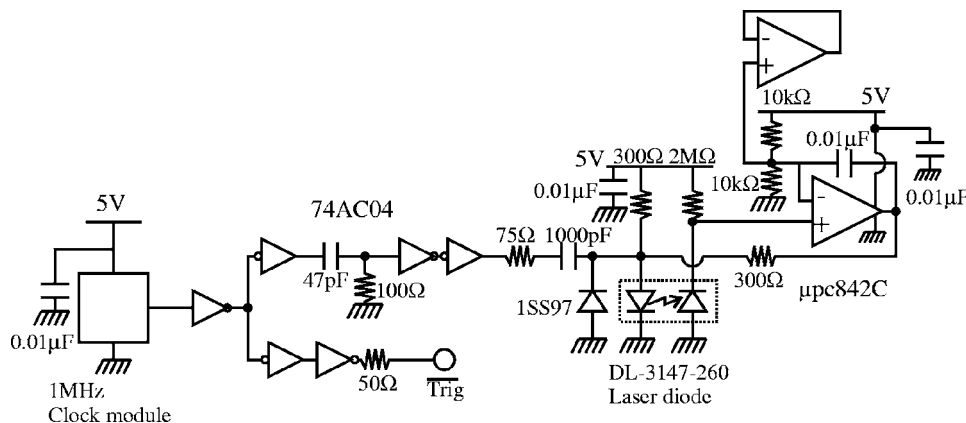 -
+
10kΩ
5V
0.01μF
5V
300Ω 2MΩ
0.01μF
10kΩ
-
+
0.01μF
5V
74AC04
75Ω
1000pF
47pF
100Ω
1SS97
300Ω
μpc842C
0.01μF
50Ω
Trig
DL-3147-260
Laser diode
1MHz
Clock module